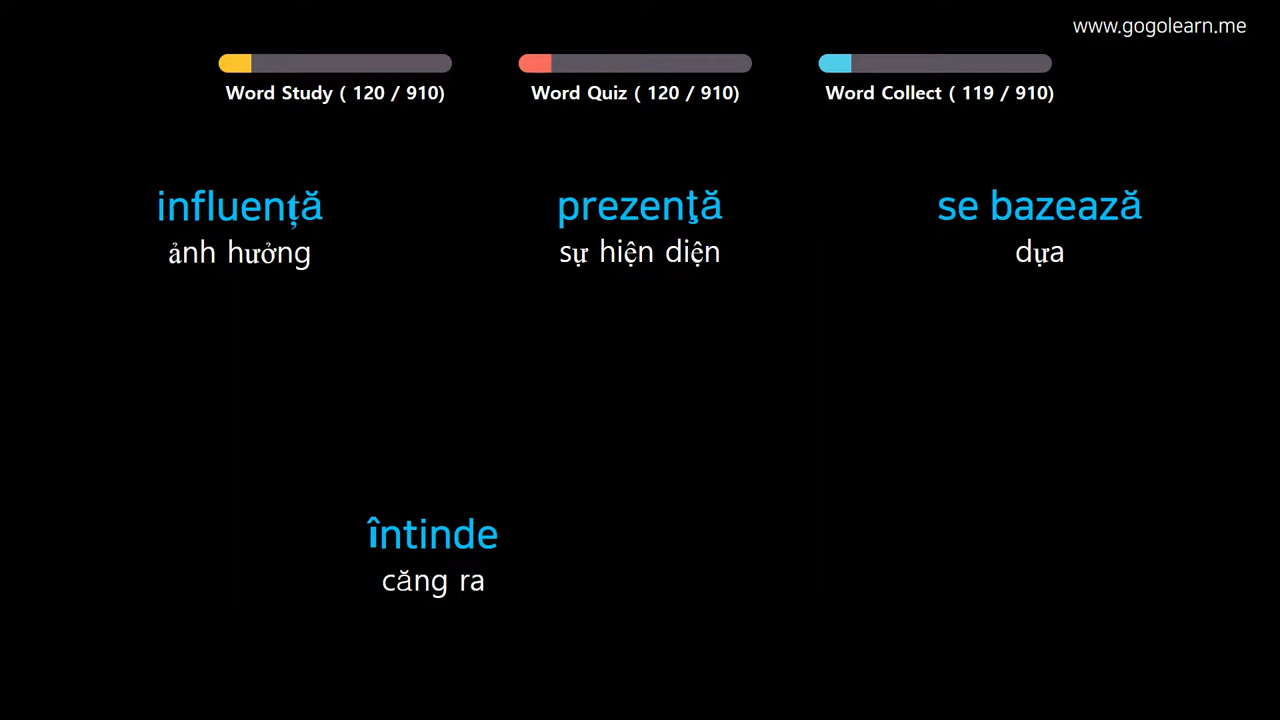 www.gogolearn.me
Word Study ( 120 / 910)
Word Quiz ( 120 / 910)
Word Collect ( 119 / 910)
influență
ảnh hưởng
prezenţă
sự hiện diện
se bazează
dựa
întinde
căng ra